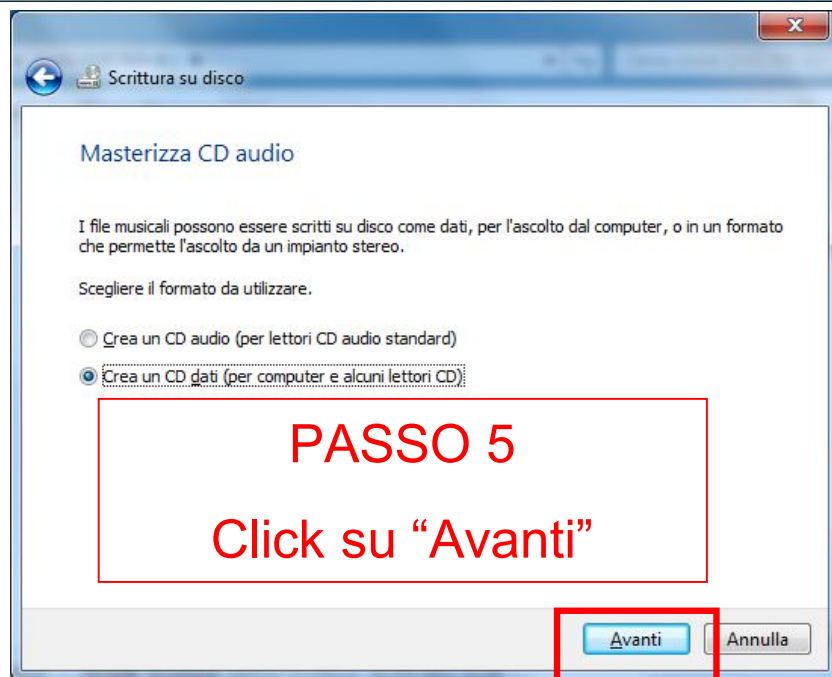 Scrittura su disco
Masterizza CD audio
I file musicali possono essere scritti su disco come dati, per l'ascolto dal computer, o in un formato
che permette l'ascolto da un impianto stereo.
Scegliere il formato da utilizzare.
Crea un CD audio (per lettori CD audio standard)
Crea un CD dati (per computer e alcuni lettori CD)
PASSO 5
Click su “Avanti”
Avanti Annulla